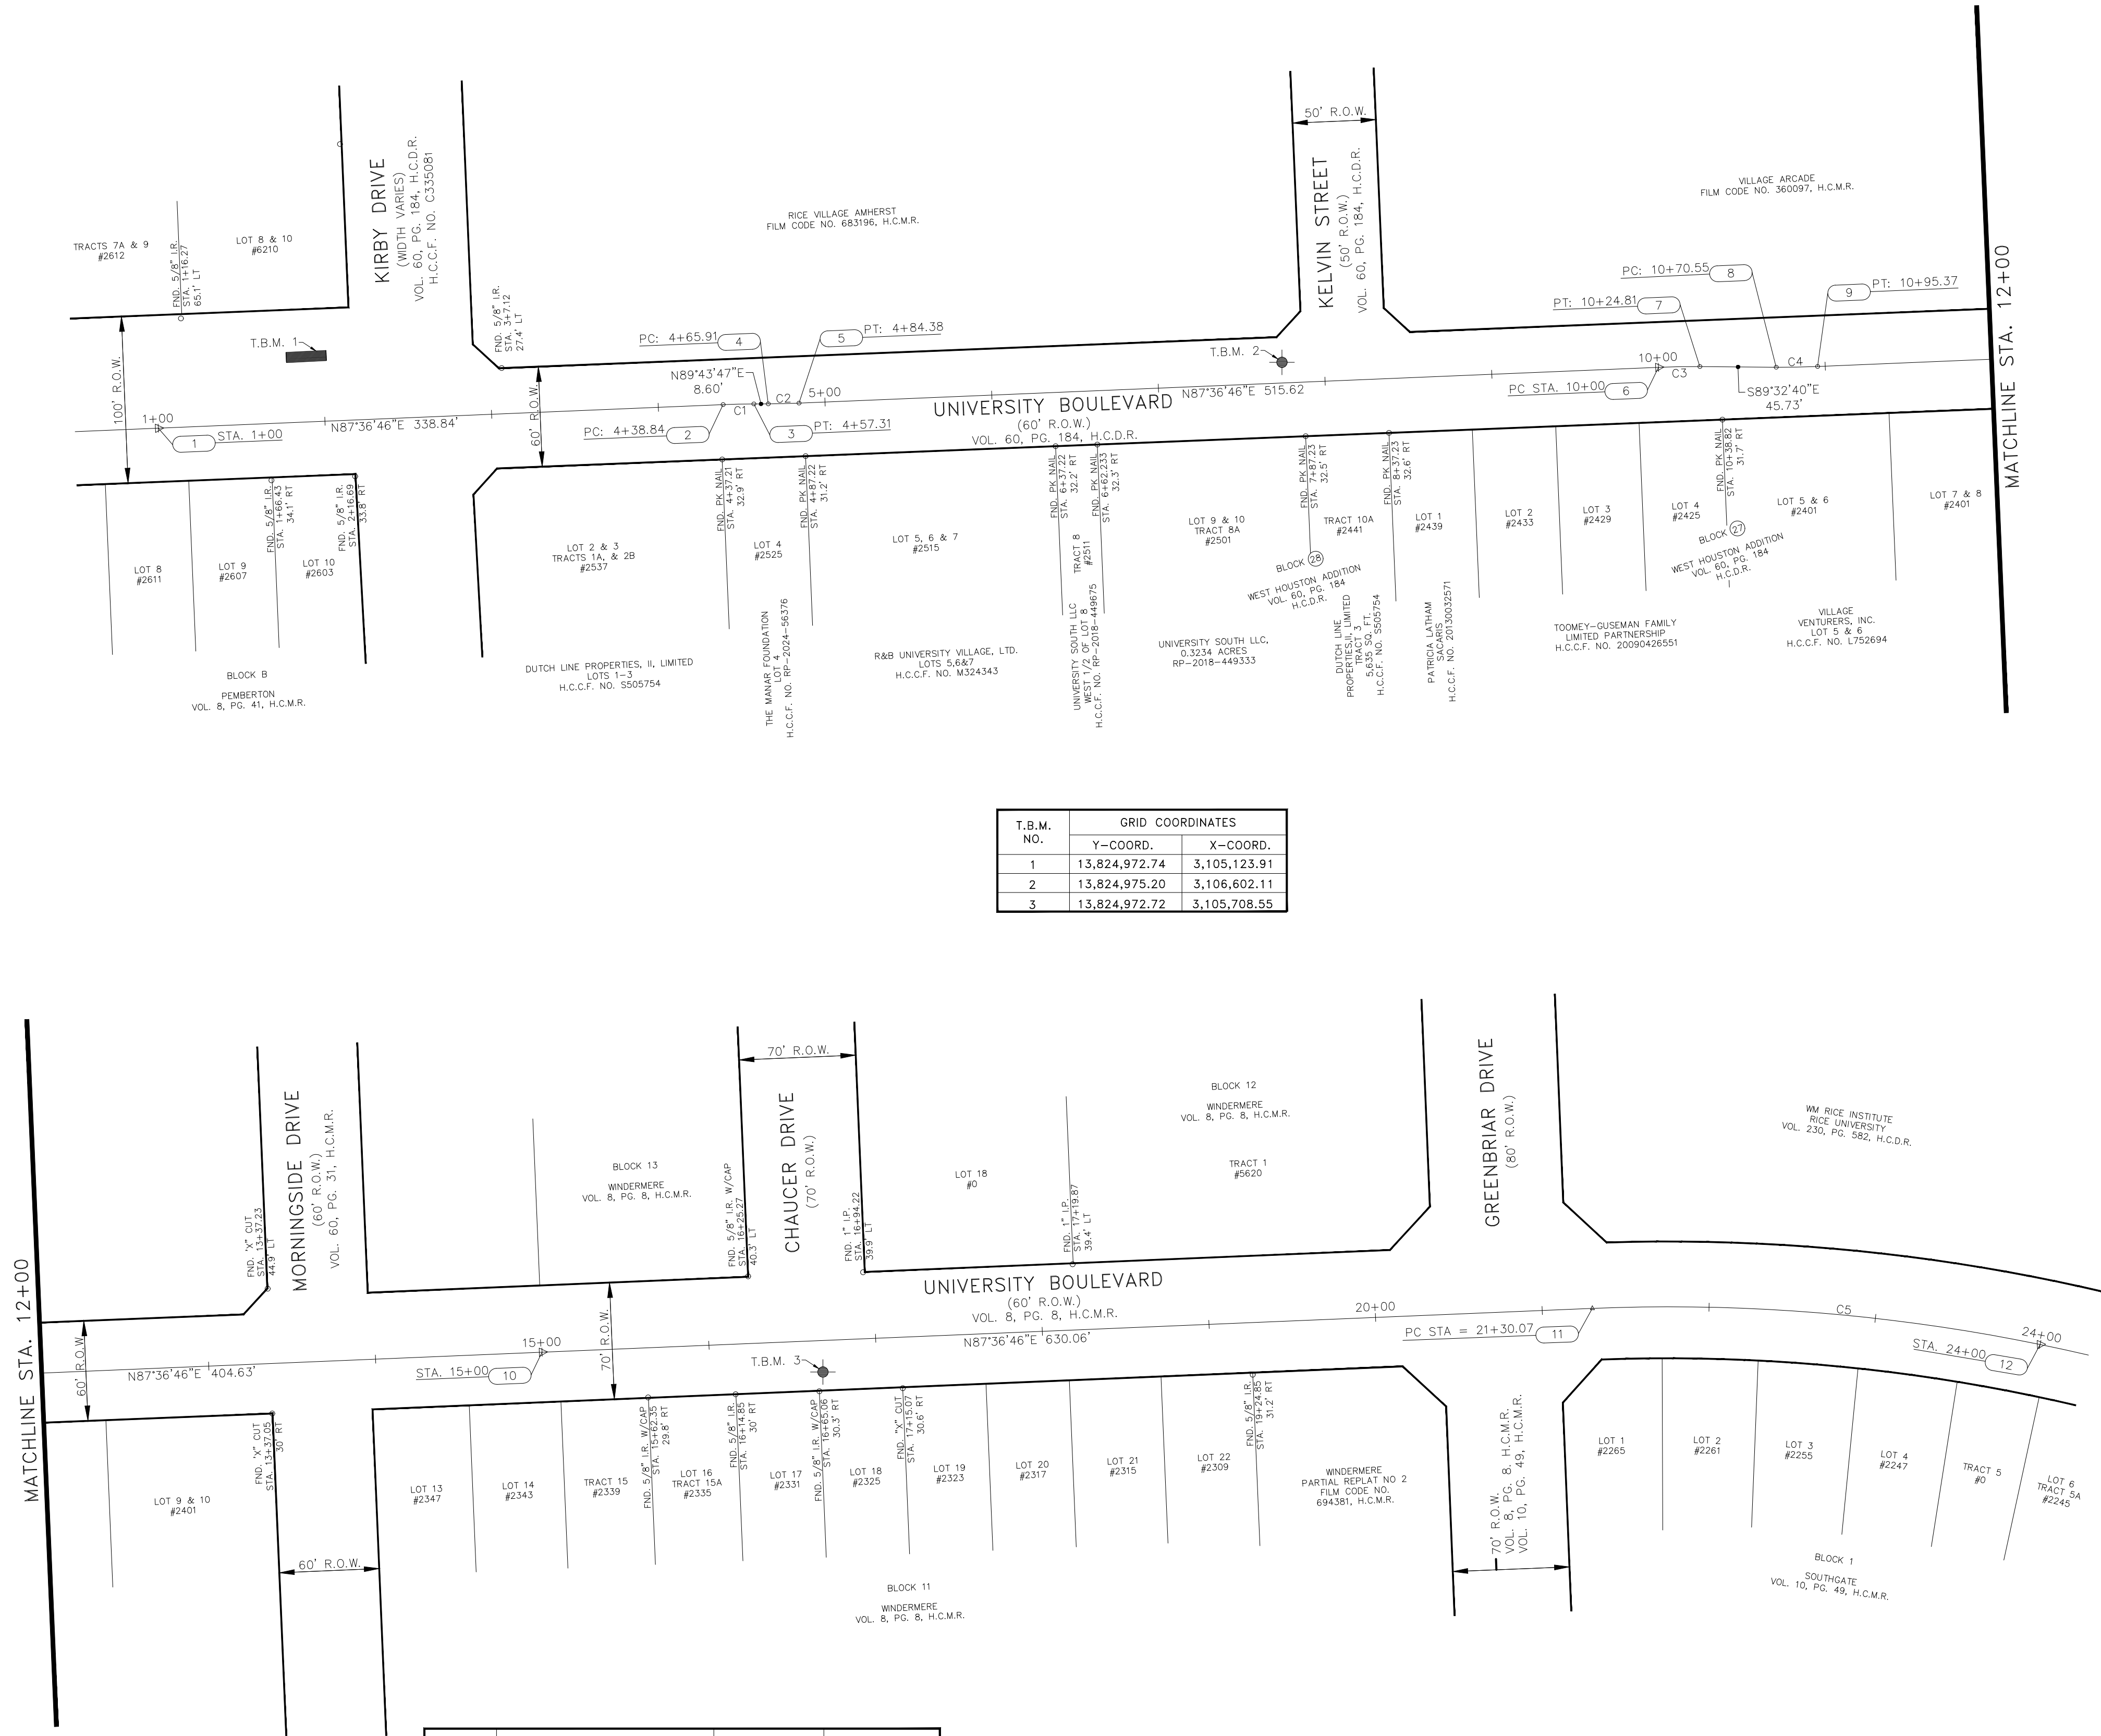 TRACTS 7A & 9
#2612
FND. 5/8" I.R.
STA. 1+16.27
65.1' LT
LOT 8 & 10
#6210
KIRBY DRIVE
(WIDTH VARIES)
VOL. 60, PG. 184, H.C.D.R.
H.C.C.F. NO. C335081
FND. 5/8" I.R.
STA. 3+7.12
27.4' LT
RICE VILLAGE AMHERST
FILM CODE NO. 683196, H.C.M.R.
50' R.O.W.
KELVIN STREET
(50' R.O.W.)
VOL. 60, PG. 184, H.C.D.R.
VILLAGE ARCADE
FILM CODE NO. 360097, H.C.M.R.
MATCHLINE STA. 12+00
100' R.O.W.
T.B.M. 1
1+00
1
STA. 1+00
N87°36'46"E 338.84'
60' R.O.W.
PC: 4+65.91
4
5
PT: 4+84.38
N89°43'47"E
8.60'
C1
C2
5+00
PC: 4+38.84
2
3
PT: 4+57.31
UNIVERSITY BOULEVARD
(60' R.O.W.)
VOL. 60, PG. 184, H.C.D.R.
N87°36'46"E 515.62
T.B.M. 2
PC: 10+70.55
8
PT: 10+24.81
7
9
PT: 10+95.37
10+00
C3
C4
PC STA. 10+00
6
S89°32'40"E
45.73'
FND. 5/8" I.R.
STA. 1+66.43
34.1' RT
FND. 5/8" I.R.
STA. 2+16.69
33.8' RT
LOT 8
#2611
LOT 9
#2607
LOT 10
#2603
BLOCK B
PEMBERTON
VOL. 8, PG. 41, H.C.M.R.
LOT 2 & 3
TRACTS 1A, & 2B
#2537
DUTCH LINE PROPERTIES, II, LIMITED
LOTS 1-3
H.C.C.F. NO. S505754
FND. PK NAIL
STA. 4+37.21
32.9' RT
LOT 4
#2525
THE MANAR FOUNDATION
LOT 4
H.C.C.F. NO. RP-2024-56376
FND. PK NAIL
STA. 4+87.22
31.2' RT
LOT 5, 6 & 7
#2515
R&B UNIVERSITY VILLAGE, LTD.
LOTS 5,6&7
H.C.C.F. NO. M324343
FND. PK NAIL
STA. 6+37.22
32.2' RT
TRACT 8
#2511
UNIVERSITY SOUTH LLC
WEST 1/2 OF LOT 8
H.C.C.F. NO. RP-2018-449675
FND. PK NAIL
STA. 6+62.233
32.3' RT
LOT 9 & 10
TRACT 8A
#2501
UNIVERSITY SOUTH LLC,
0.3234 ACRES
RP-2018-449333
FND. PK NAIL
STA. 7+87.231
32.5' RT
BLOCK 28
WEST HOUSTON ADDITION
VOL. 60, PG. 184
H.C.D.R.
TRACT 10A
#2441
DUTCH LINE
PROPERTIES,II, LIMITED
TRACT 3
5,635 SQ. FT.
H.C.C.F. NO. S505754
FND. PK NAIL
STA. 8+37.23
32.6' RT
LOT 1
#2439
PATRICIA LATHAM
SACARIS
H.C.C.F. NO. 20130032571
LOT 2
#2433
LOT 3
#2429
LOT 4
#2425
TOOMEY-GUSEMAN FAMILY
LIMITED PARTNERSHIP
H.C.C.F. NO. 20090426551
FND. PK NAIL
STA. 10+38.82
31.7' RT
BLOCK 27
WEST HOUSTON ADDITION
VOL. 60, PG. 184
H.C.D.R.
LOT 5 & 6
#2401
VILLAGE
VENTURERS, INC.
LOT 5 & 6
H.C.C.F. NO. L752694
LOT 7 & 8
#2401
T.B.M. NO. GRID COORDINATES
Y-COORD. X-COORD.
1 13,824,972.74 3,105,123.91
2 13,824,975.20 3,106,602.11
3 13,824,972.72 3,105,708.55
MATCHLINE STA. 12+00
FND. "X" CUT
STA. 13+37.23
44.9' LT
MORNINGSIDE DRIVE
(60' R.O.W.)
VOL. 60, PG. 31, H.C.M.R.
BLOCK 13
WINDERMERE
VOL. 8, PG. 8, H.C.M.R.
70' R.O.W.
FND. 5/8" I.R. W/CAP
STA. 16+25.27
40.3' LT
CHAUCER DRIVE
(70' R.O.W.)
FND. 1" I.P.
STA. 16+94.22
39.9' LT
LOT 18
#0
FND. 1" I.P.
STA. 17+19.87
39.4' LT
BLOCK 12
WINDERMERE
VOL. 8, PG. 8, H.C.M.R.
TRACT 1
#5620
GREENBRIAR DRIVE
(80' R.O.W.)
WM RICE INSTITUTE
RICE UNIVERSITY
VOL. 230, PG. 582, H.C.D.R.
60' R.O.W.
N87°36'46"E 404.63'
15+00
STA. 15+00
10
70' R.O.W.
UNIVERSITY BOULEVARD
(60' R.O.W.)
VOL. 8, PG. 8, H.C.M.R.
N87°36'46"E 630.06'
T.B.M. 3
20+00
PC STA = 21+30.07
11
C5
24+00
STA. 24+00
12
FND. "X" CUT
STA. 13+37.05
30' RT
LOT 9 & 10
#2401
60' R.O.W.
LOT 13
#2347
LOT 14
#2343
TRACT 15
#2339
FND. 5/8" I.R. W/CAP
STA. 15+62.35
29.8' RT
LOT 16
TRACT 15A
#2335
FND. 5/8" I.R.
STA. 16+14.85
30' RT
LOT 17
#2331
FND. 5/8" I.R. W/CAP
STA. 16+65.06
30.3' RT
LOT 18
#2325
FND. "X" CUT
STA. 17+15.07
30.6' RT
LOT 19
#2323
LOT 20
#2317
LOT 21
#2315
LOT 22
#2309
FND. 5/8" I.R.
STA. 19+24.85
31.2' RT
WINDERMERE
PARTIAL REPLAT NO 2
FILM CODE NO.
694381, H.C.M.R.
BLOCK 11
WINDERMERE
VOL. 8, PG. 8, H.C.M.R.
70' R.O.W.
VOL. 8, PG. 8. H.C.M.R.
VOL. 10, PG. 49, H.C.M.R.
LOT 1
#2265
LOT 2
#2261
LOT 3
#2255
LOT 4
#2247
TRACT 5
#0
LOT 6
TRACT 5A
#2245
BLOCK 1
SOUTHGATE
VOL. 10, PG. 49, H.C.M.R.